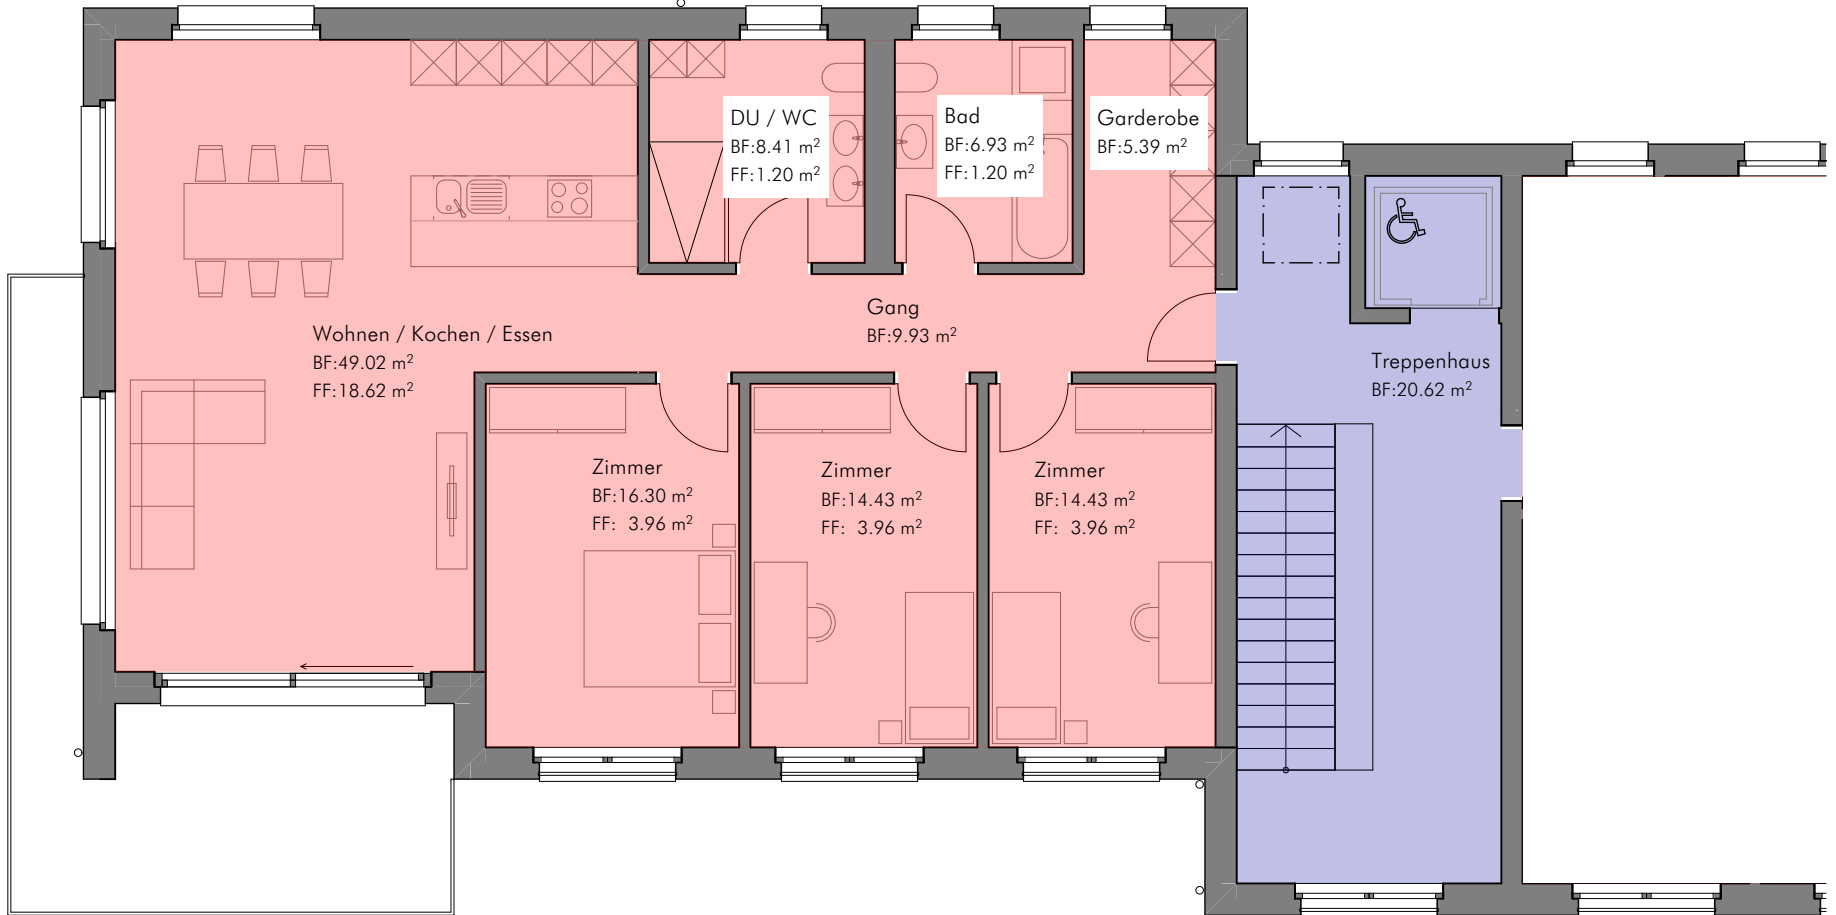 DU / WC
BF:8.41 m²
FF:1.20 m²
Bad
BF:6.93 m²
FF:1.20 m²
Garderobe
BF:5.39 m²
Gang
BF:9.93 m²
Wohnen / Kochen / Essen
BF:49.02 m²
FF:18.62 m²
Treppenhaus
BF:20.62 m²
Zimmer
BF:16.30 m²
FF: 3.96 m²
Zimmer
BF:14.43 m²
FF: 3.96 m²
Zimmer
BF:14.43 m²
FF: 3.96 m²